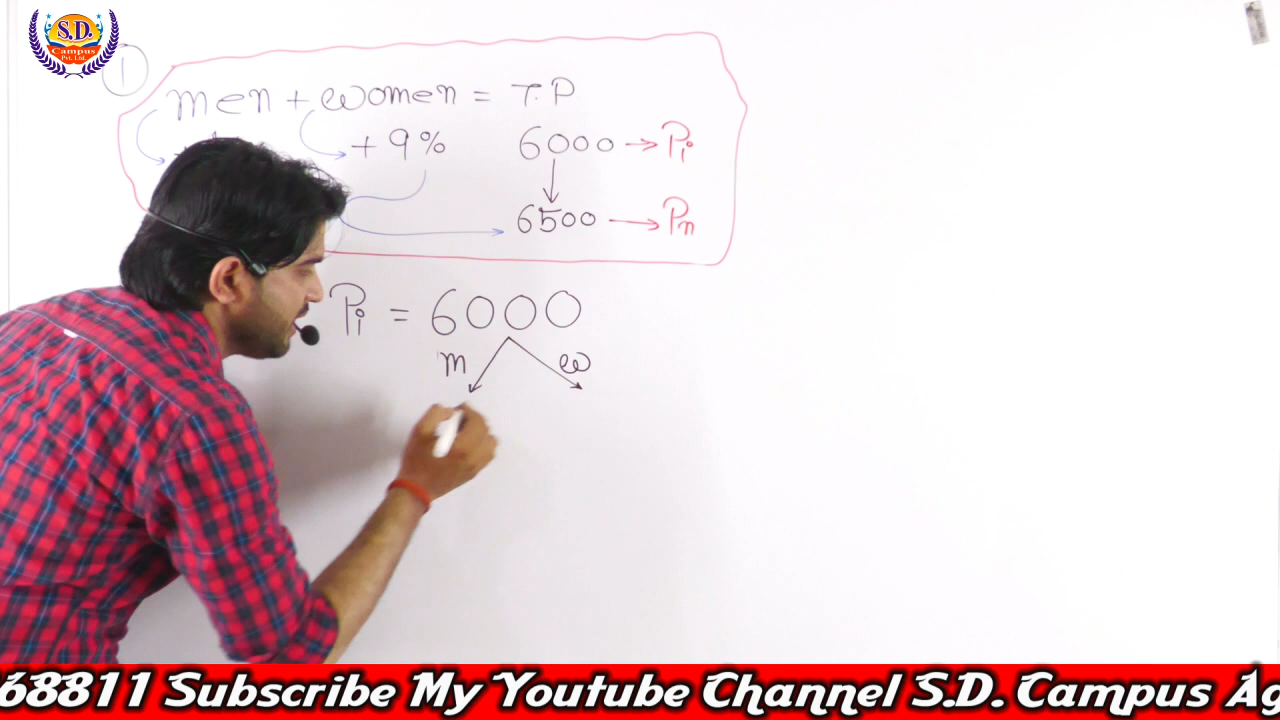 S.D.
Campus
Pvt. Ltd.
1
men + women = T.P
+ 9% 6000 → Pi
6500 → Pn
Pi = 6000
m w
68811 Subscribe My Youtube Channel S.D. Campus Ag